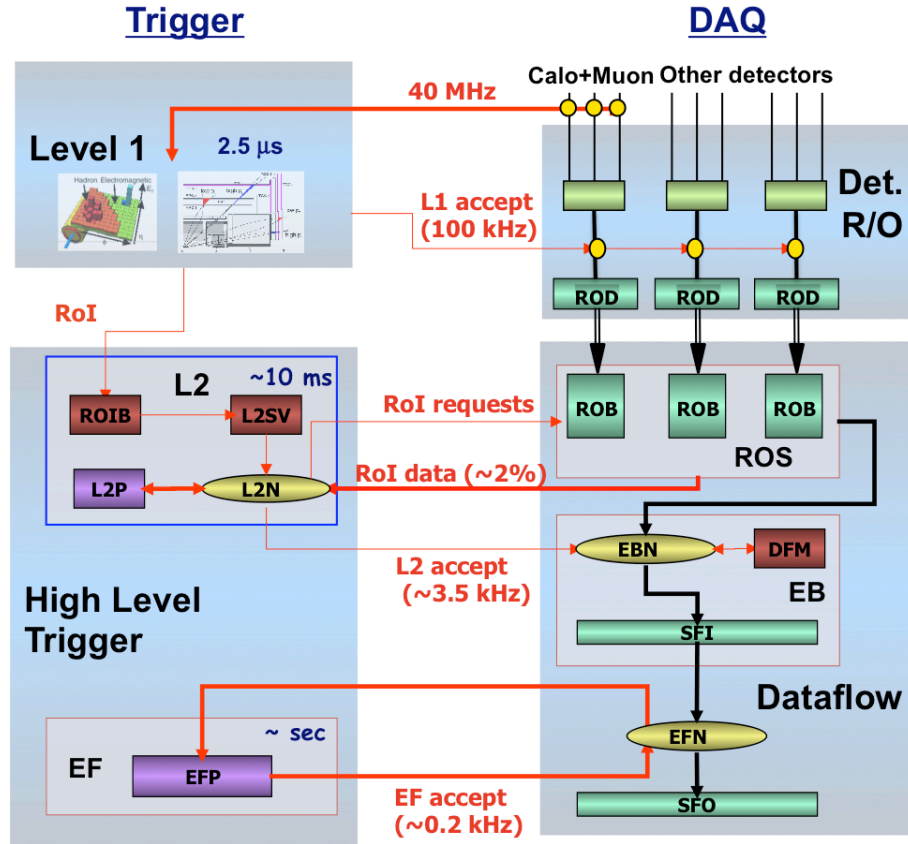 Trigger
DAQ
Calo+Muon Other detectors
40 MHz
Level 1
2.5 μs
Hadron Electromagnetic
Det.
R/O
L1 accept
(100 kHz)
ROD
ROD
ROD
RoI
L2
~10 ms
ROIB
L2SV
RoI requests
ROB
ROB
ROB
ROS
L2P
L2N
RoI data (~2%)
EBN
DFM
L2 accept
(~3.5 kHz)
EB
High Level
Trigger
SFI
Dataflow
~ sec
EFN
EF
EFP
EF accept
(~0.2 kHz)
SFO